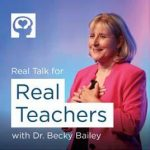 Real Talk for
Real
Teachers
with Dr. Becky Bailey